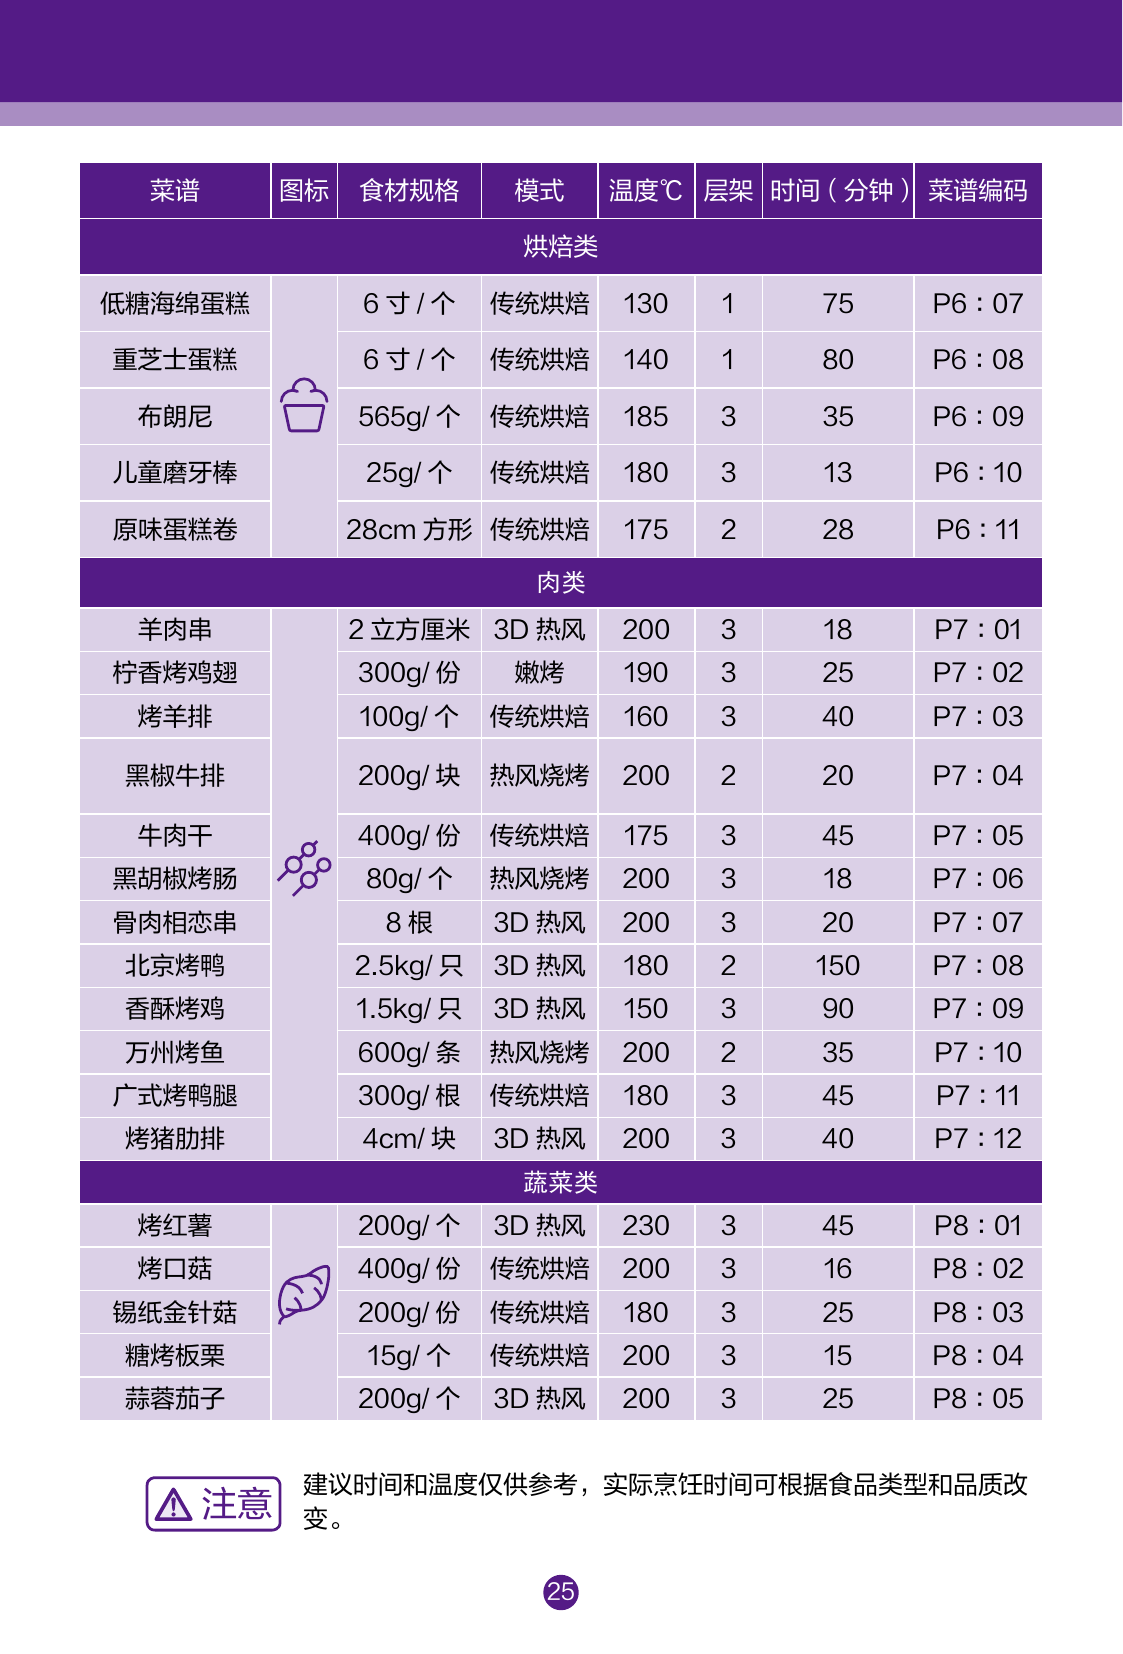 菜谱 图标 食材规格 模式 温度℃ 层架 时间（分钟） 菜谱编码
烘焙类
低糖海绵蛋糕 6 寸 / 个 传统烘焙 130 1 75 P6：07
重芝士蛋糕 6 寸 / 个 传统烘焙 140 1 80 P6：08
布朗尼 565g/ 个 传统烘焙 185 3 35 P6：09
儿童磨牙棒 25g/ 个 传统烘焙 180 3 13 P6：10
原味蛋糕卷 28cm 方形 传统烘焙 175 2 28 P6：11
肉类
羊肉串 2 立方厘米 3D 热风 200 3 18 P7：01
柠香烤鸡翅 300g/ 份 嫩烤 190 3 25 P7：02
烤羊排 100g/ 个 传统烘焙 160 3 40 P7：03
黑椒牛排 200g/ 块 热风烧烤 200 2 20 P7：04
牛肉干 400g/ 份 传统烘焙 175 3 45 P7：05
黑胡椒烤肠 80g/ 个 热风烧烤 200 3 18 P7：06
骨肉相恋串 8 根 3D 热风 200 3 20 P7：07
北京烤鸭 2.5kg/ 只 3D 热风 180 2 150 P7：08
香酥烤鸡 1.5kg/ 只 3D 热风 150 3 90 P7：09
万州烤鱼 600g/ 条 热风烧烤 200 2 35 P7：10
广式烤鸭腿 300g/ 根 传统烘焙 180 3 45 P7：11
烤猪肋排 4cm/ 块 3D 热风 200 3 40 P7：12
蔬菜类
烤红薯 200g/ 个 3D 热风 230 3 45 P8：01
烤口菇 400g/ 份 传统烘焙 200 3 16 P8：02
锡纸金针菇 200g/ 份 传统烘焙 180 3 25 P8：03
糖烤板栗 15g/ 个 传统烘焙 200 3 15 P8：04
蒜蓉茄子 200g/ 个 3D 热风 200 3 25 P8：05
注意
建议时间和温度仅供参考，实际烹饪时间可根据食品类型和品质改
变。
25